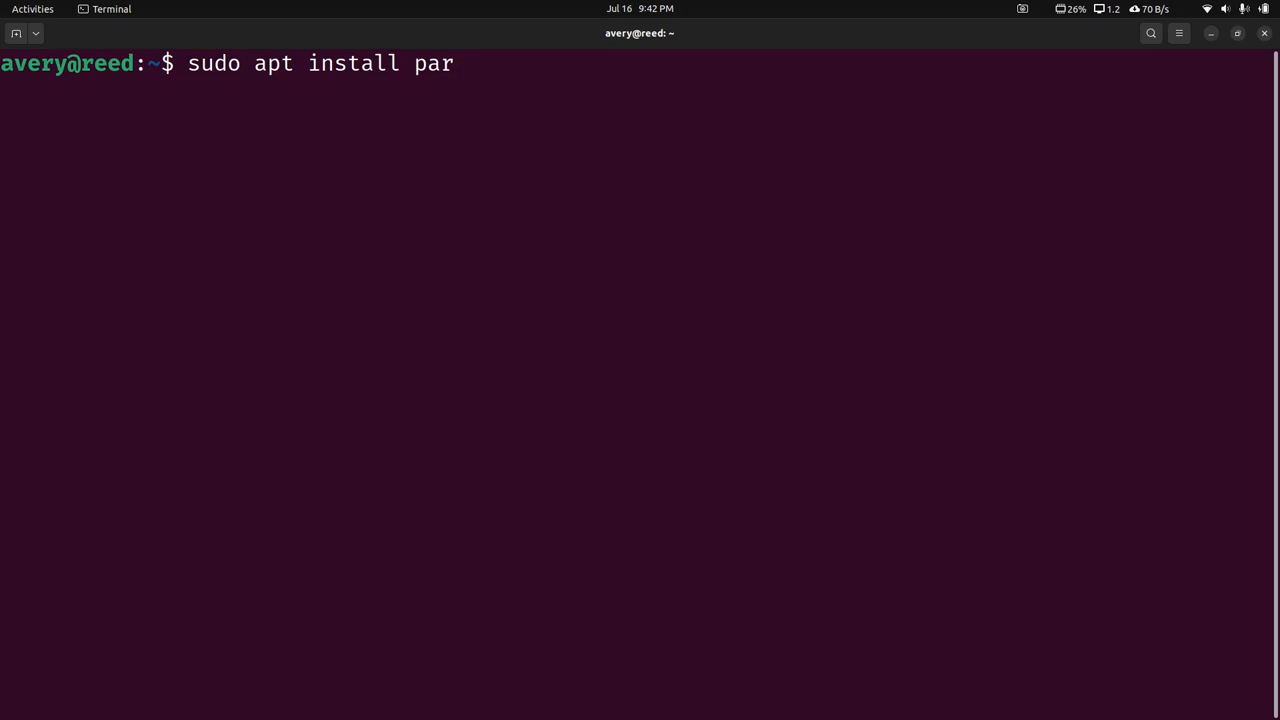 Activities Terminal Jul 16 9:42 PM 26% 1.2 70 B/s
avery@reed: ~
avery@reed:~$ sudo apt install par